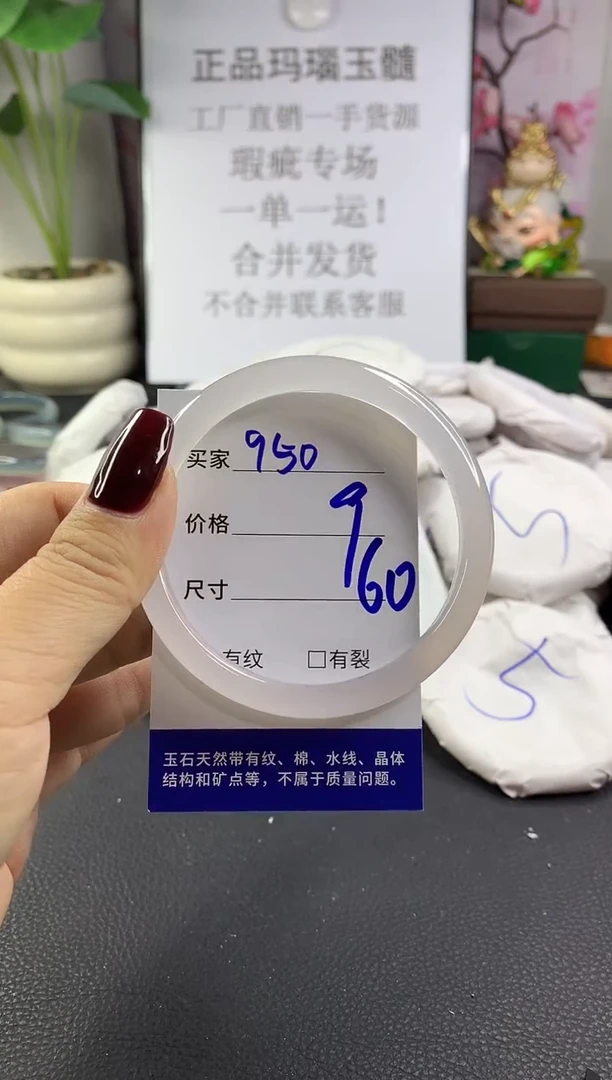 正品玛瑙玉髓
工厂直销一手货源
瑕疵专场
一单一运！
合并发货
不合并联系客服
买家 950
价格
9
尺寸
60
有纹 □有裂
玉石天然带有纹、棉、水线、晶体
结构和矿点等，不属于质量问题。
5
5